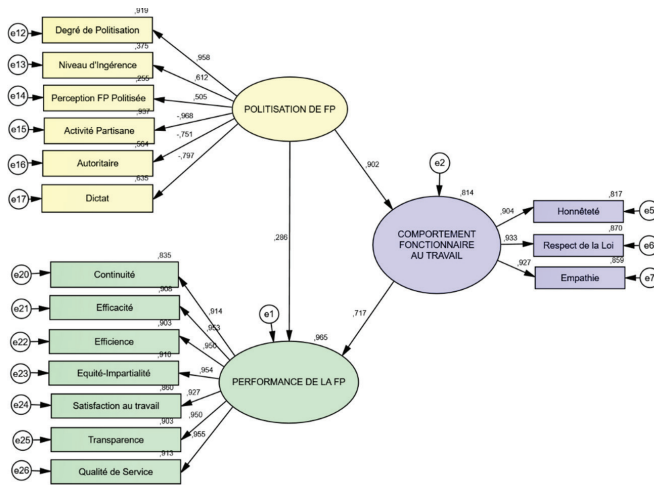 ,919
e12
Degré de Politisation
,375
e13
Niveau d'Ingérence
,255
e14
Perception FP Politisée
,937
e15
Activité Partisane
,564
e16
Autoritaire
,635
e17
Dictat
,958
,612
,505
-,968
-,751
-,797
POLITISATION DE FP
,902
,286
e2
,814
COMPORTEMENT
FONCTIONNAIRE
AU TRAVAIL
,904
,933
,927
,817
Honnêteté
e5
,870
Respect de la Loi
e6
,859
Empathie
e7
,717
e1
,965
PERFORMANCE DE LA FP
,835
e20
Continuité
,908
e21
Efficacité
,903
e22
Efficience
,910
e23
Equité-Impartialité
,860
e24
Satisfaction au travail
,903
e25
Transparence
,913
e26
Qualité de Service
,914
,953
,950
,954
,927
,950
,955